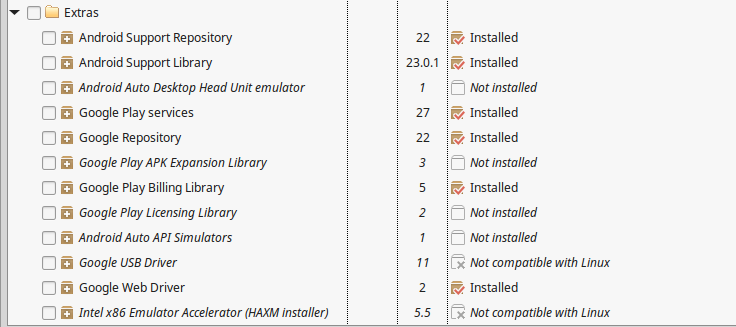 Extras
Android Support Repository 22 Installed
Android Support Library 23.0.1 Installed
Android Auto Desktop Head Unit emulator 1 Not installed
Google Play services 27 Installed
Google Repository 22 Installed
Google Play APK Expansion Library 3 Not installed
Google Play Billing Library 5 Installed
Google Play Licensing Library 2 Not installed
Android Auto API Simulators 1 Not installed
Google USB Driver 11 Not compatible with Linux
Google Web Driver 2 Installed
Intel x86 Emulator Accelerator (HAXM installer) 5.5 Not compatible with Linux